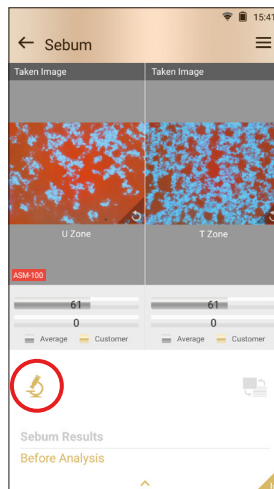 15:41
Sebum
Taken Image
Taken Image
U Zone
T Zone
ASM-100
61
61
0
0
Average Customer
Average Customer
Sebum Results
Before Analysis